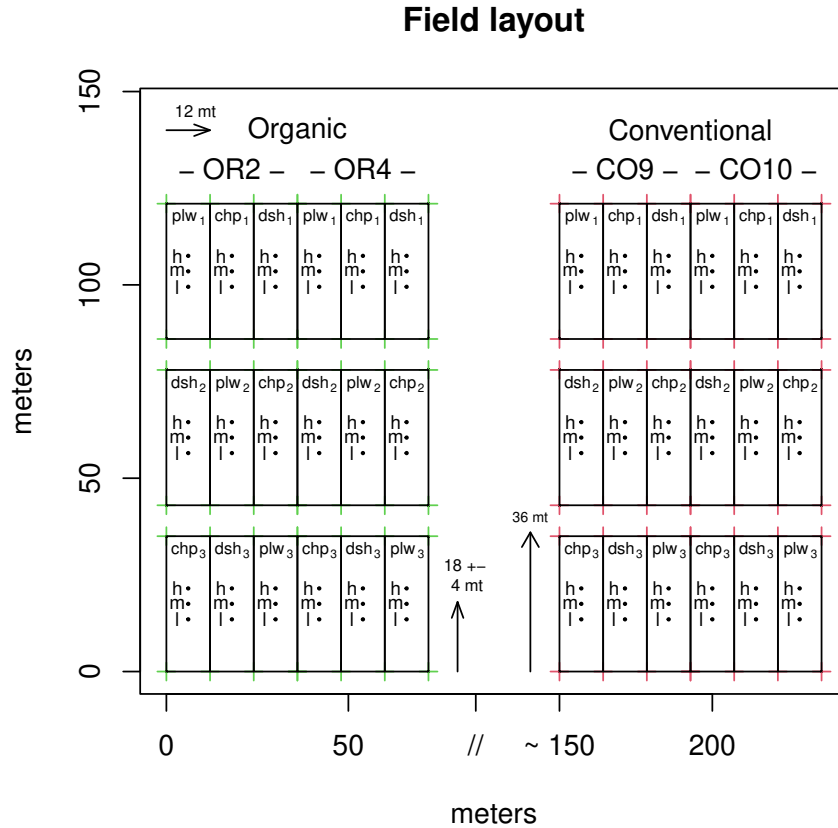 Field layout
150
12 mt
Organic
Conventional
– OR2 – OR4 –
– CO9 – CO10 –
plw1 chp1 dsh1 plw1 chp1 dsh1
plw1 chp1 dsh1 plw1 chp1 dsh1
h h h h h h
m m m m m m
l l l l l l
h h h h h h
m m m m m m
l l l l l l
100
dsh2 plw2 chp2 dsh2 plw2 chp2
dsh2 plw2 chp2 dsh2 plw2 chp2
h h h h h h
m m m m m m
l l l l l l
h h h h h h
m m m m m m
l l l l l l
meters
50
36 mt
chp3 dsh3 plw3 chp3 dsh3 plw3
18 +–
4 mt
chp3 dsh3 plw3 chp3 dsh3 plw3
h h h h h h
m m m m m m
l l l l l l
h h h h h h
m m m m m m
l l l l l l
0
0 50 // ~ 150 200
meters